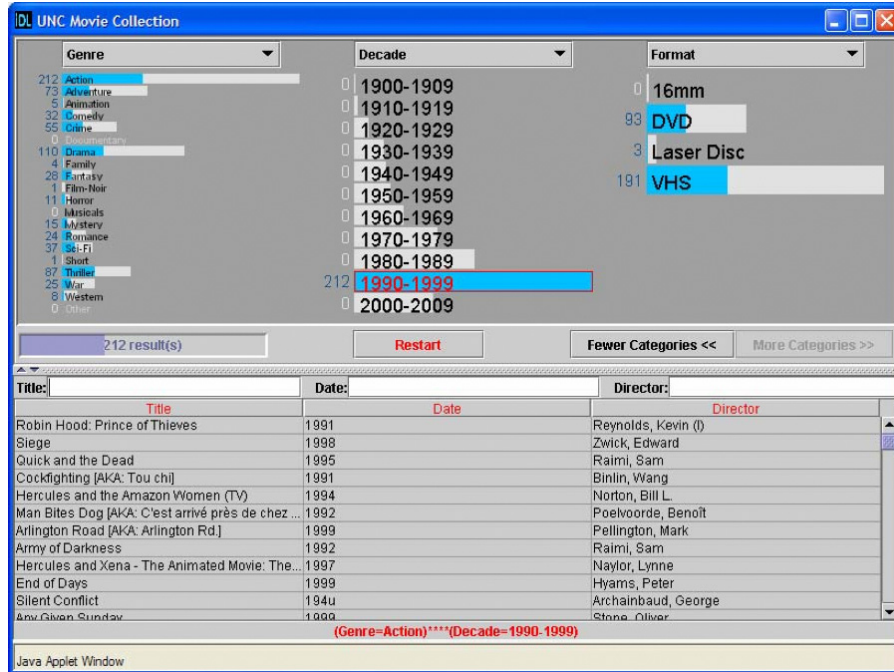 iDL UNC Movie Collection
Genre
212 Action
73 Adventure
5 Animation
32 Comedy
55 Crime
0 Documentary
110 Drama
4 Family
28 Fantasy
1 Film-Noir
11 Horror
0 Musicals
15 Mystery
24 Romance
37 Sci-Fi
1 Short
87 Thriller
25 War
8 Western
0 Other
Decade
0 1900-1909
0 1910-1919
0 1920-1929
0 1930-1939
0 1940-1949
0 1950-1959
0 1960-1969
0 1970-1979
0 1980-1989
212 1990-1999
0 2000-2009
Format
0 16mm
93 DVD
3 Laser Disc
191 VHS
212 result(s) Restart Fewer Categories << More Categories >>
Title: Date: Director:
Title Date Director
Robin Hood: Prince of Thieves 1991 Reynolds, Kevin (I)
Siege 1998 Zwick, Edward
Quick and the Dead 1995 Raimi, Sam
Cockfighting [AKA: Tou chi] 1991 Binlin, Wang
Hercules and the Amazon Women (TV) 1994 Norton, Bill L.
Man Bites Dog [AKA: C'est arrivé près de chez ... 1992 Poelvoorde, Benoît
Arlington Road [AKA: Arlington Rd.] 1999 Pellington, Mark
Army of Darkness 1992 Raimi, Sam
Hercules and Xena - The Animated Movie: The... 1997 Naylor, Lynne
End of Days 1999 Hyams, Peter
Silent Conflict 194u Archainbaud, George
Any Given Sunday 1999 Stone, Oliver
(Genre=Action)****(Decade=1990-1999)
Java Applet Window